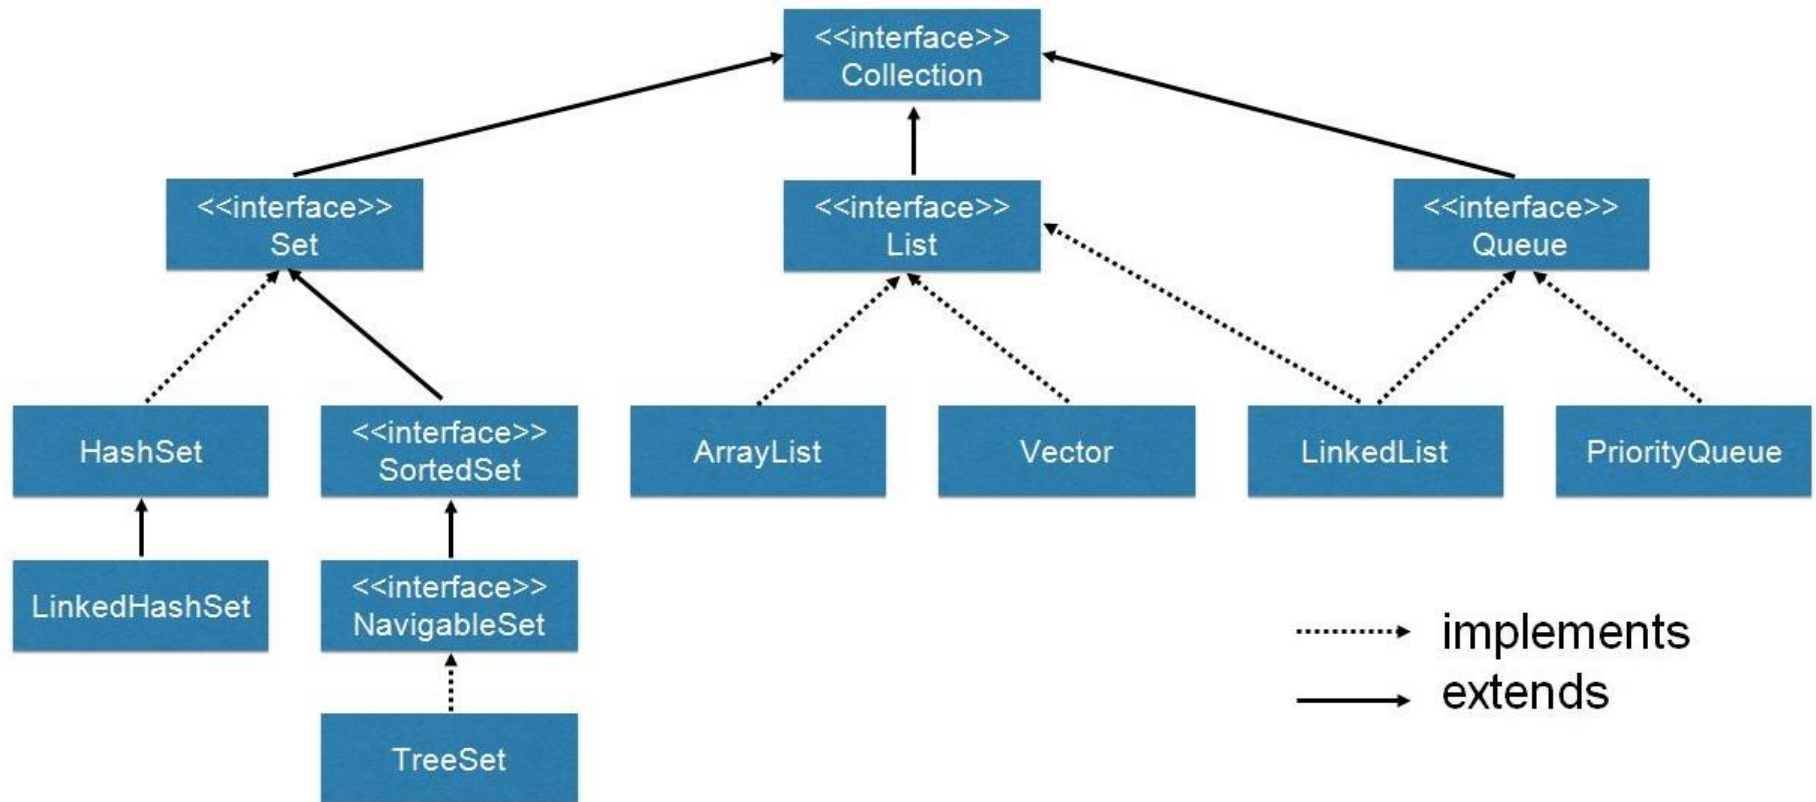 <<interface>>
Collection
<<interface>>
Set
<<interface>>
List
<<interface>>
Queue
HashSet
<<interface>>
SortedSet
ArrayList
Vector
LinkedList
PriorityQueue
LinkedHashSet
<<interface>>
NavigableSet
implements
extends
TreeSet